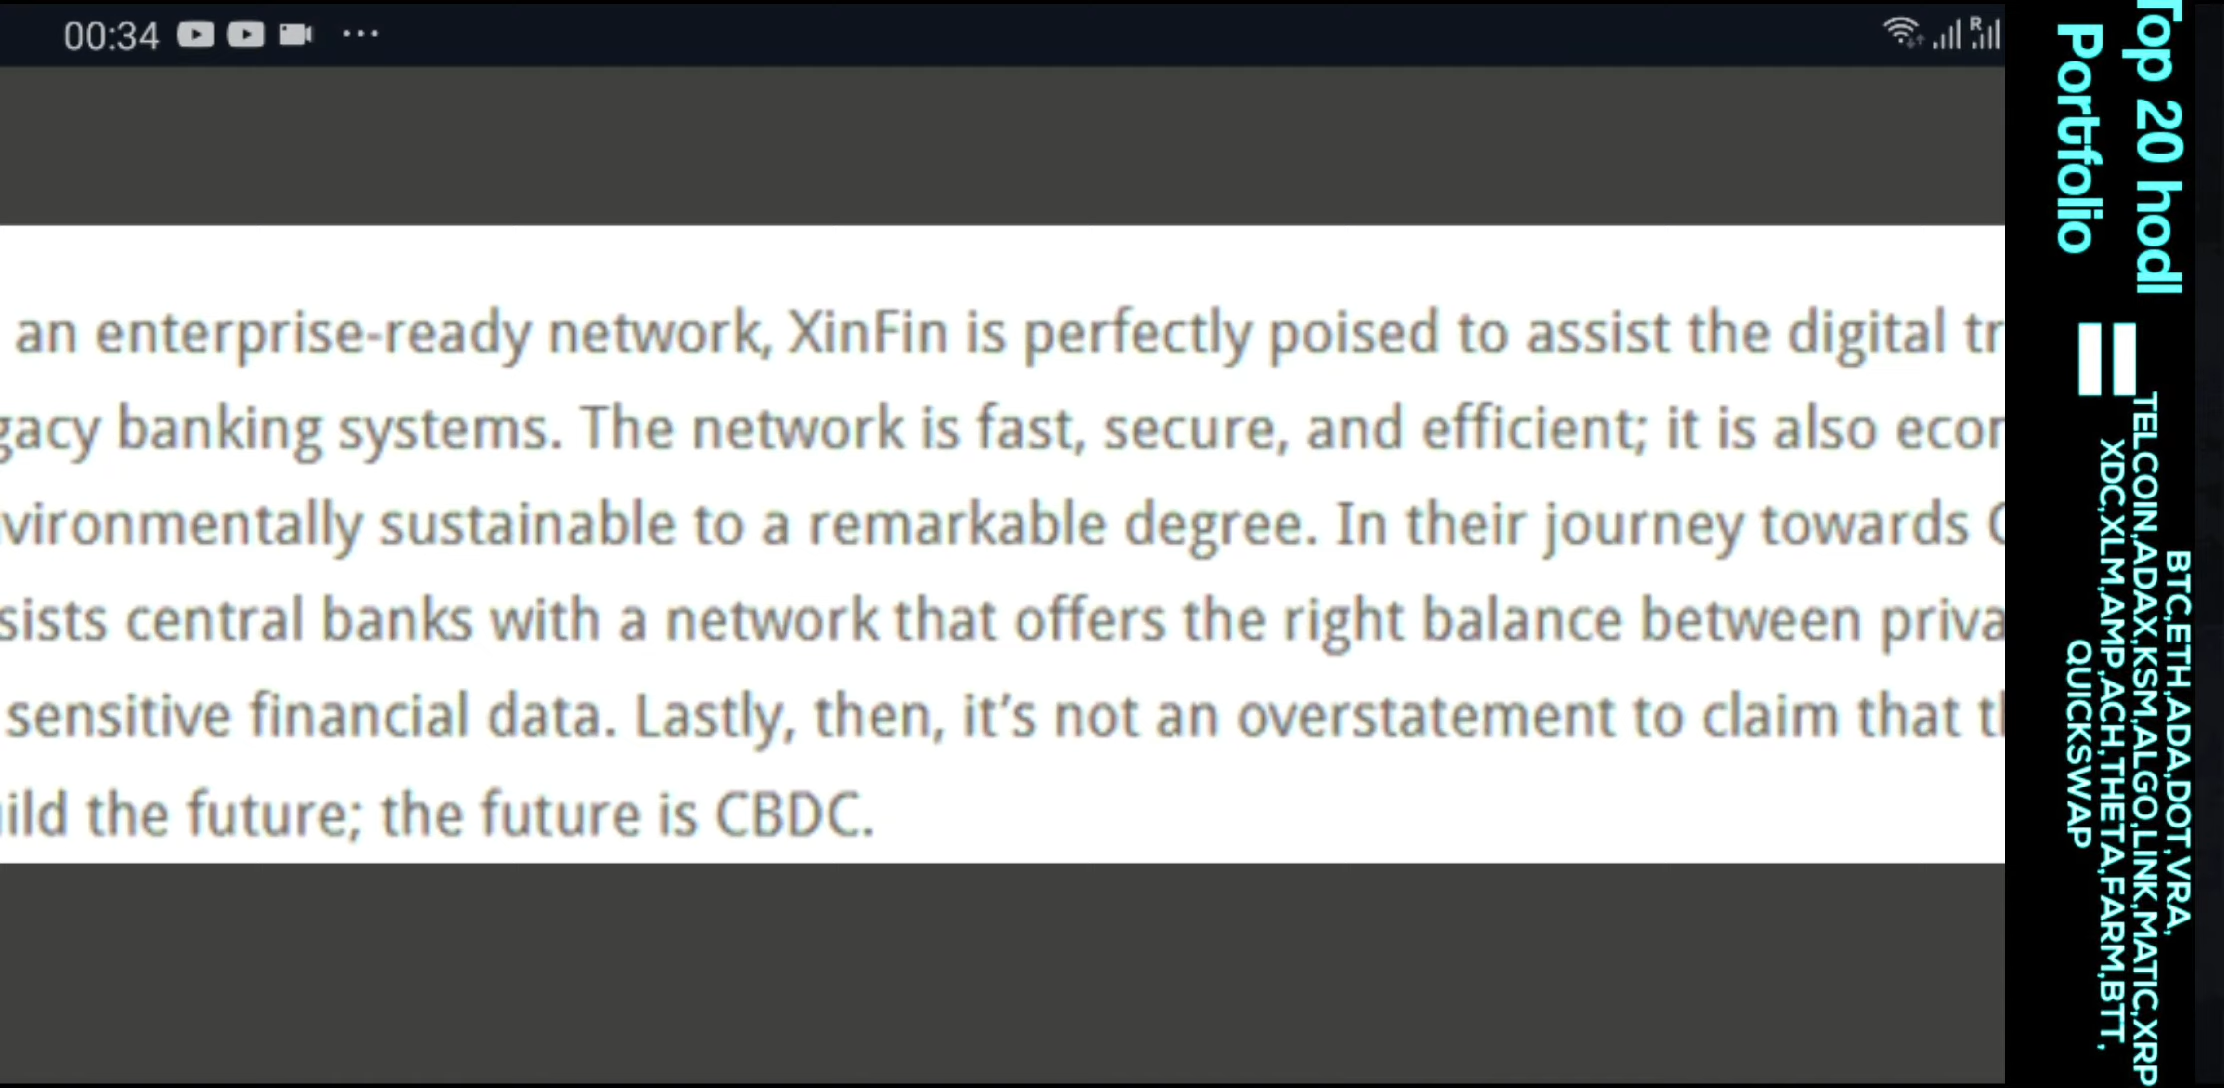 00:34
an enterprise-ready network, XinFin is perfectly poised to assist the digital tr
gacy banking systems. The network is fast, secure, and efficient; it is also econ
vironmentally sustainable to a remarkable degree. In their journey towards C
sists central banks with a network that offers the right balance between priva
sensitive financial data. Lastly, then, it's not an overstatement to claim that th
ild the future; the future is CBDC.
Top 20 hodl
Portfolio
BTC,ETH,ADA,DOT,VRA,
TELCOIN,ADAX,KSM,ALGO,LINK,MATIC,XRP
XDC,XLM,AMP,ACH,THETA,FARM,BTT,
QUICKSWAP